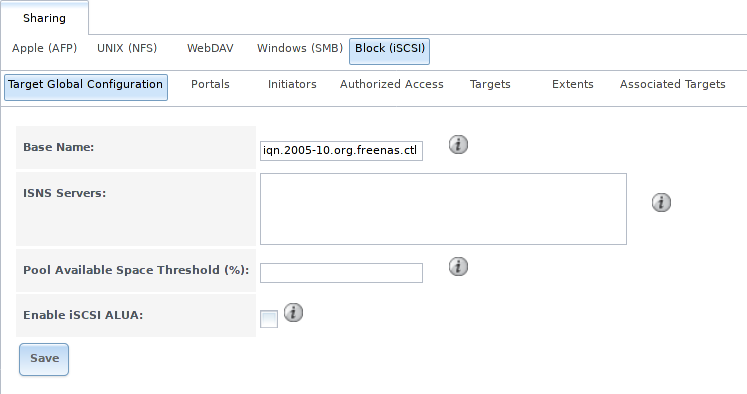 Sharing
Apple (AFP) UNIX (NFS) WebDAV Windows (SMB) Block (iSCSI)
Target Global Configuration Portals Initiators Authorized Access Targets Extents Associated Targets
Base Name: iqn.2005-10.org.freenas.ctl i
ISNS Servers: i
Pool Available Space Threshold (%): i
Enable iSCSI ALUA: i
Save